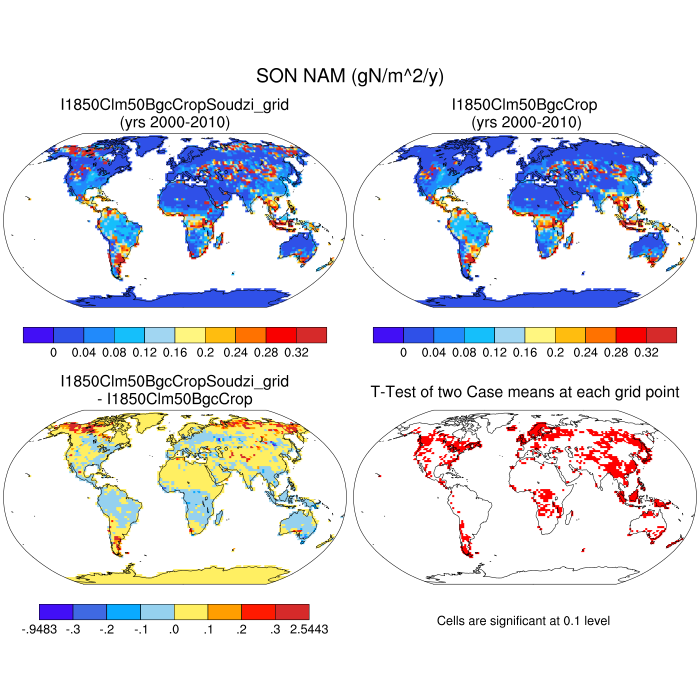 SON NAM (gN/m^2/y)
I1850Clm50BgcCropSoudzi_grid
(yrs 2000-2010)
I1850Clm50BgcCrop
(yrs 2000-2010)
0 0.04 0.08 0.12 0.16 0.2 0.24 0.28 0.32
0 0.04 0.08 0.12 0.16 0.2 0.24 0.28 0.32
I1850Clm50BgcCropSoudzi_grid
- I1850Clm50BgcCrop
T-Test of two Case means at each grid point
-.9483 -.3 -.2 -.1 .0 .1 .2 .3 2.5443
Cells are significant at 0.1 level